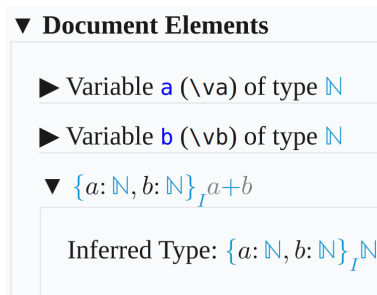 ▼ Document Elements
▶ Variable a (\va) of type ℕ
▶ Variable b (\vb) of type ℕ
▼ {a: ℕ, b: ℕ}_I a+b
Inferred Type: {a: ℕ, b: ℕ}_I ℕ